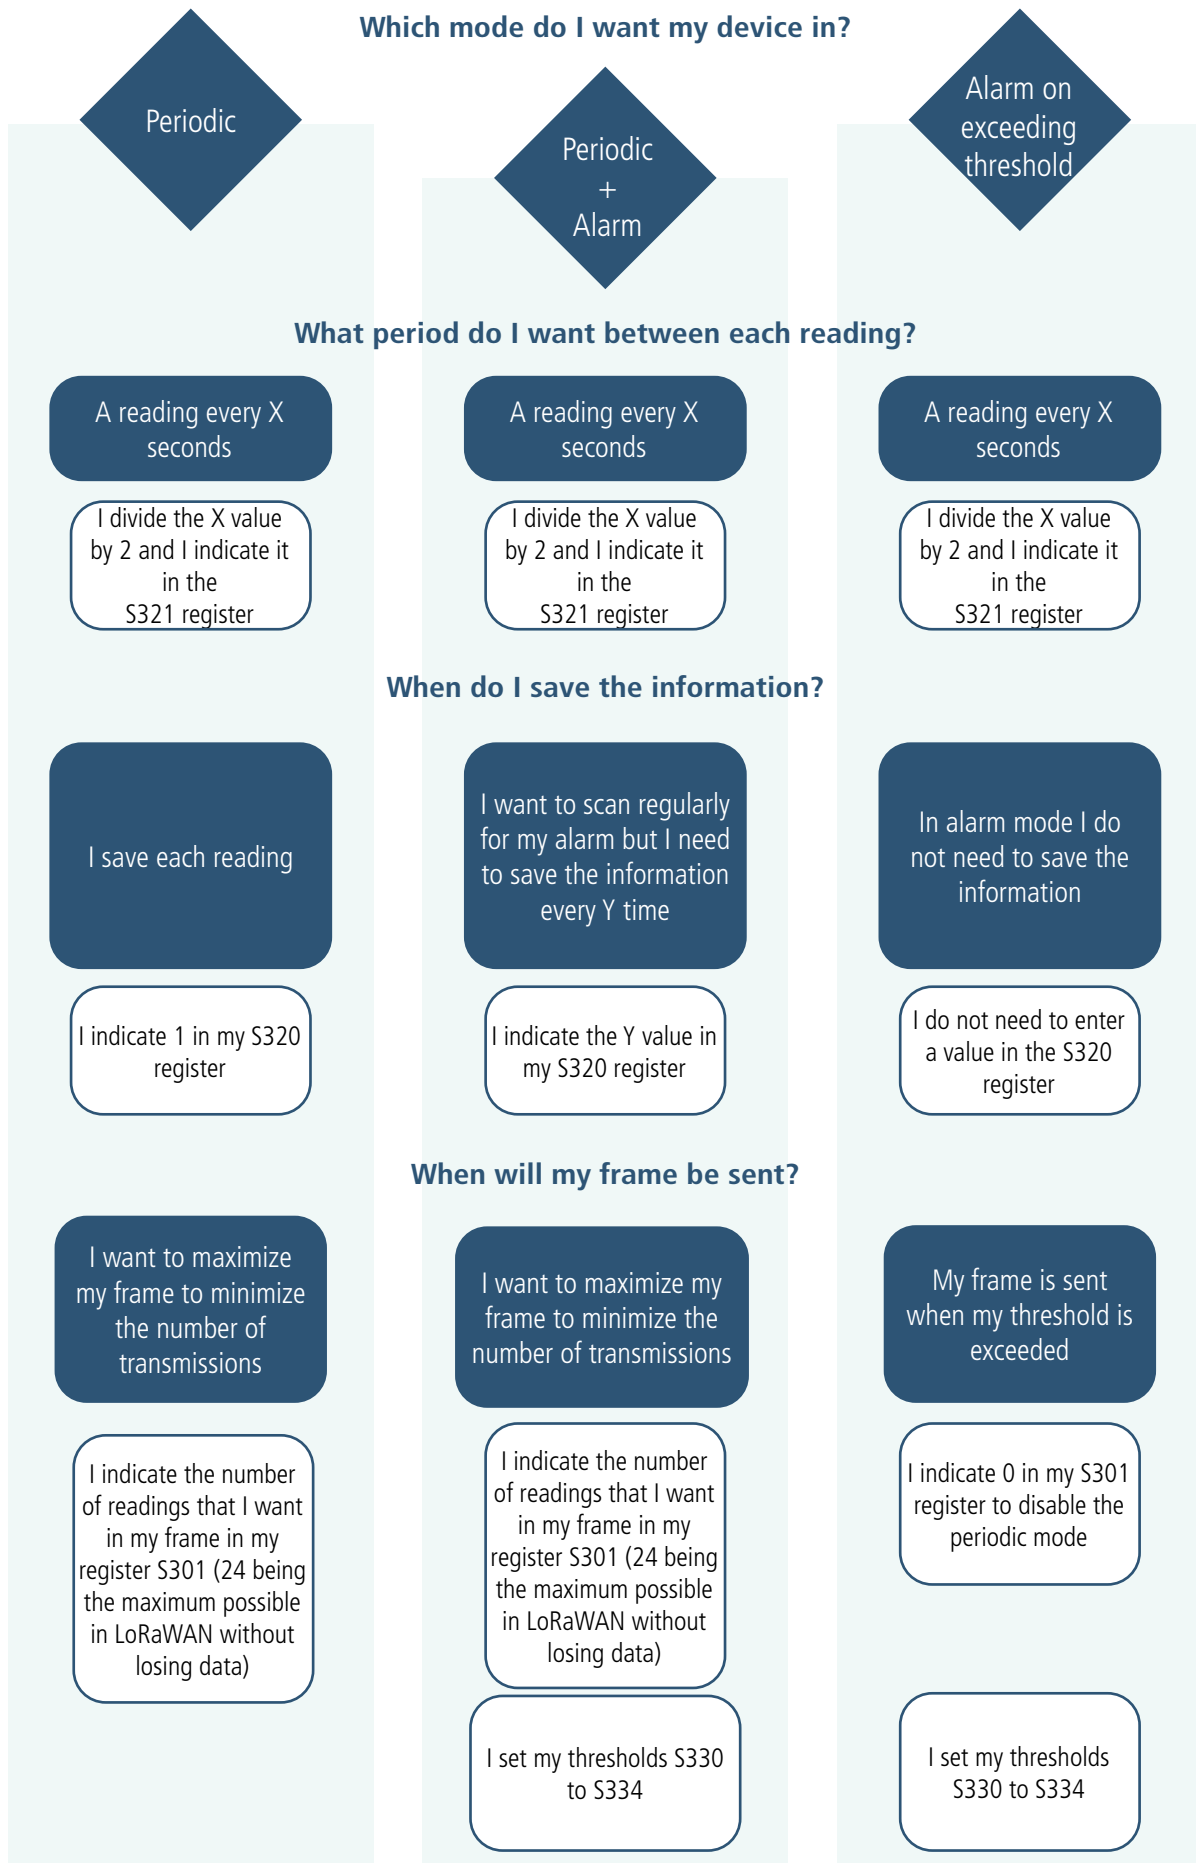 Which mode do I want my device in?
Periodic
Periodic
+
Alarm
Alarm on
exceeding
threshold
What period do I want between each reading?
A reading every X
seconds
A reading every X
seconds
A reading every X
seconds
I divide the X value
by 2 and I indicate it
in the
S321 register
I divide the X value
by 2 and I indicate it
in the
S321 register
I divide the X value
by 2 and I indicate it
in the
S321 register
When do I save the information?
I save each reading
I want to scan regularly
for my alarm but I need
to save the information
every Y time
In alarm mode I do
not need to save the
information
I indicate 1 in my S320
register
I indicate the Y value in
my S320 register
I do not need to enter
a value in the S320
register
When will my frame be sent?
I want to maximize
my frame to minimize
the number of
transmissions
I want to maximize my
frame to minimize the
number of transmissions
My frame is sent
when my threshold is
exceeded
I indicate the number
of readings that I want
in my frame in my
register S301 (24 being
the maximum possible
in LoRaWAN without
losing data)
I indicate the number
of readings that I want
in my frame in my
register S301 (24 being
the maximum possible
in LoRaWAN without
losing data)
I indicate 0 in my S301
register to disable the
periodic mode
I set my thresholds S330
to S334
I set my thresholds
S330 to S334